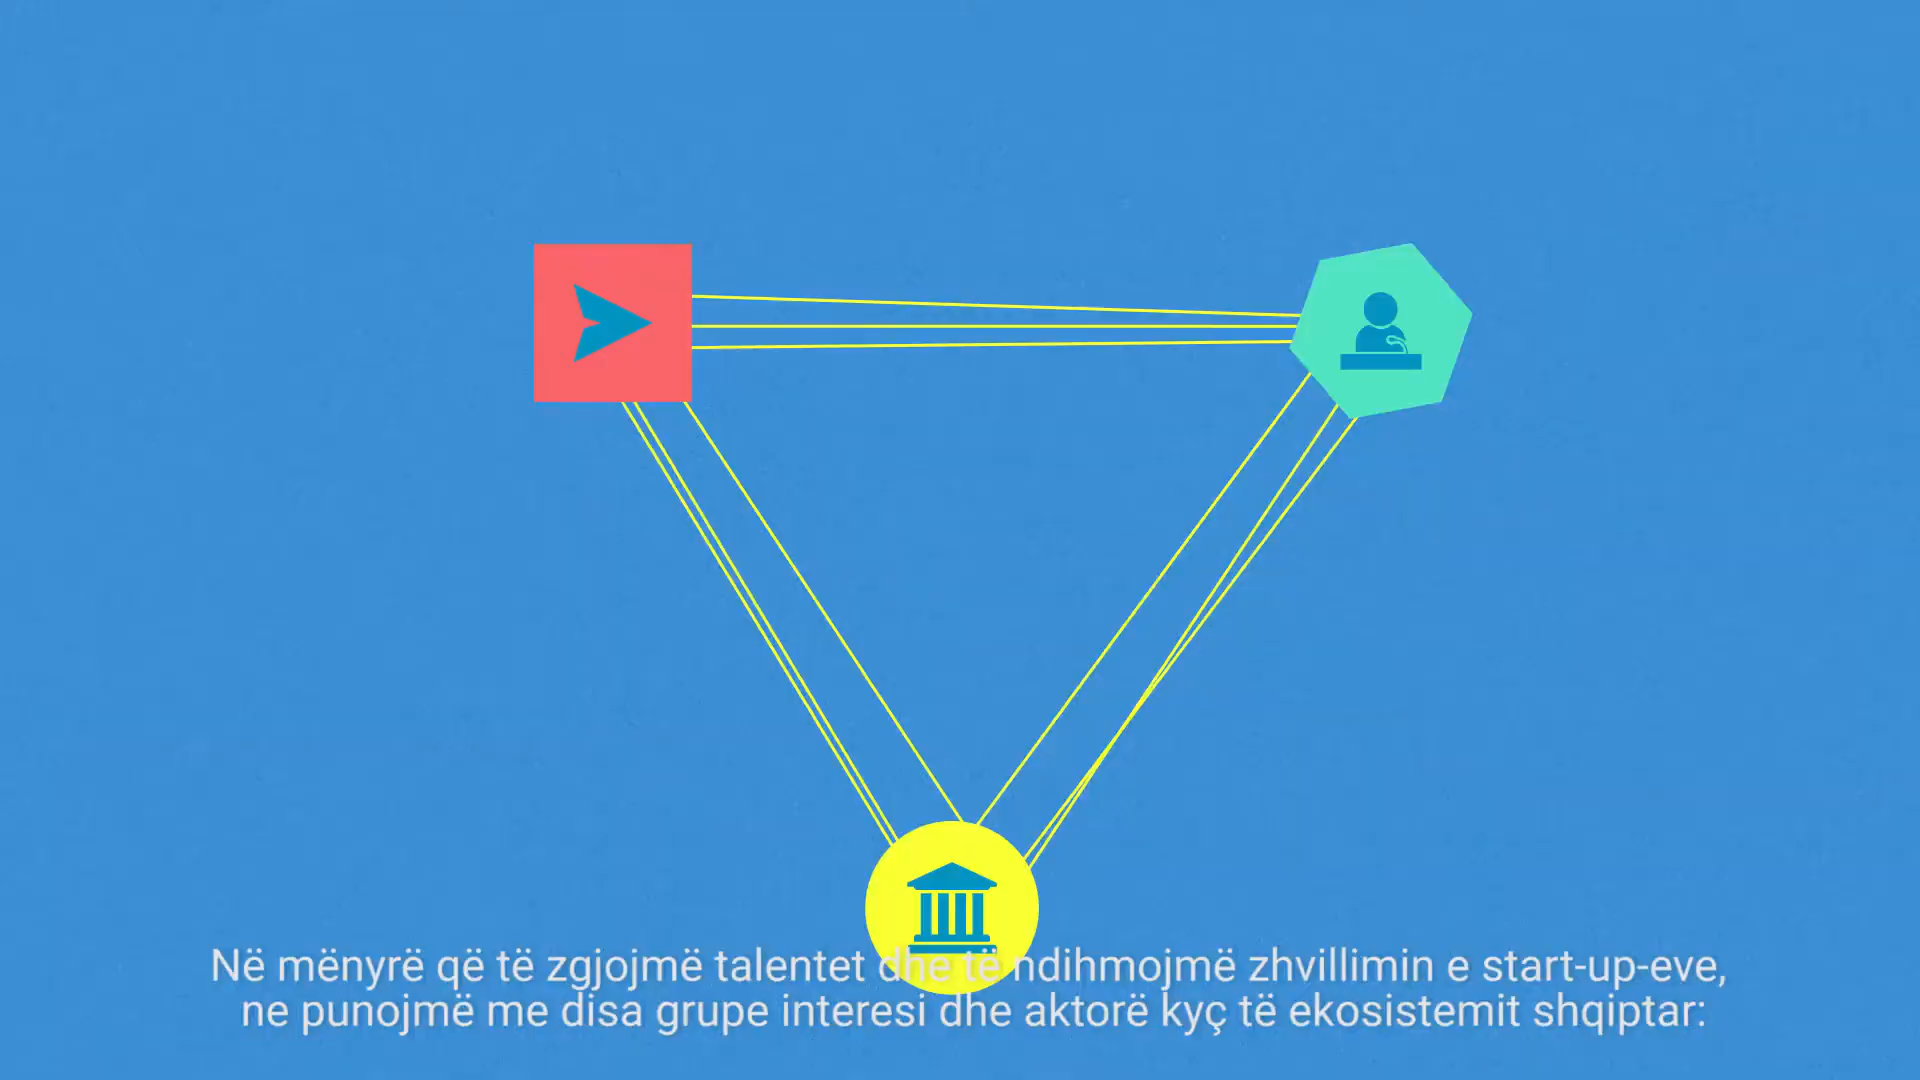 Në mënyrë që të zgjojmë talentet dhe të ndihmojmë zhvillimin e start-up-eve,
ne punojmë me disa grupe interesi dhe aktorë kyç të ekosistemit shqiptar: